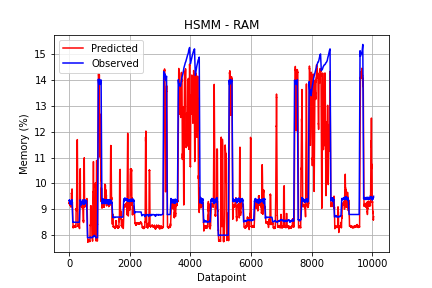 HSMM - RAM
Predicted
Observed
Memory (%)
15
14
13
12
11
10
9
8
0 2000 4000 6000 8000 10000
Datapoint